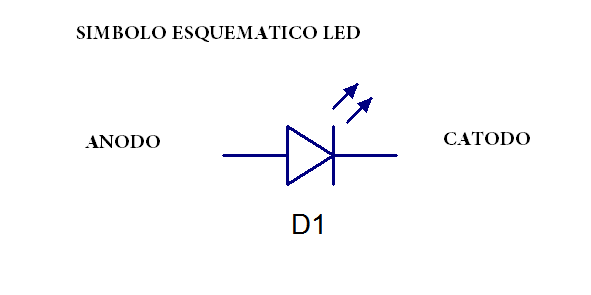 SIMBOLO ESQUEMATICO LED
ANODO
CATODO
D1